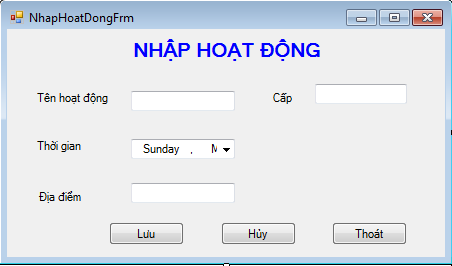 NhapHoatDongFrm
NHẬP HOẠT ĐỘNG
Tên hoạt động
Cấp
Thời gian
Sunday , M
Địa điểm
Lưu
Hủy
Thoát